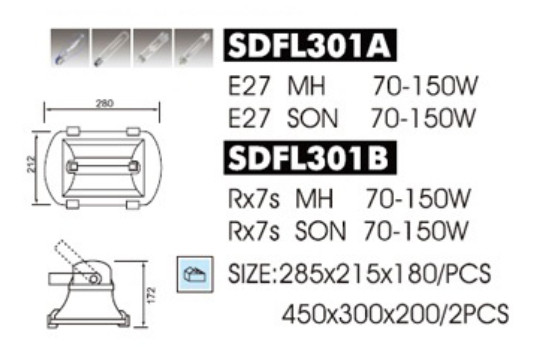 SDFL301A
E27 MH 70-150W
E27 SON 70-150W
SDFL301B
Rx7s MH 70-150W
Rx7s SON 70-150W
SIZE:285x215x180/PCS
450x300x200/2PCS
280
212
172